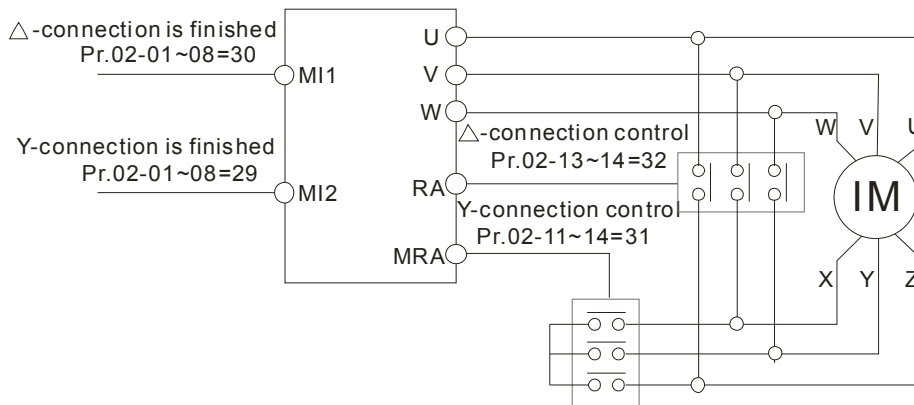 △-connection is finished
Pr.02-01~08=30
MI1
Y-connection is finished
Pr.02-01~08=29
MI2
U
V
W
RA
MRA
△-connection control
Pr.02-13~14=32
Y-connection control
Pr.02-11~14=31
W V U
IM
X Y Z